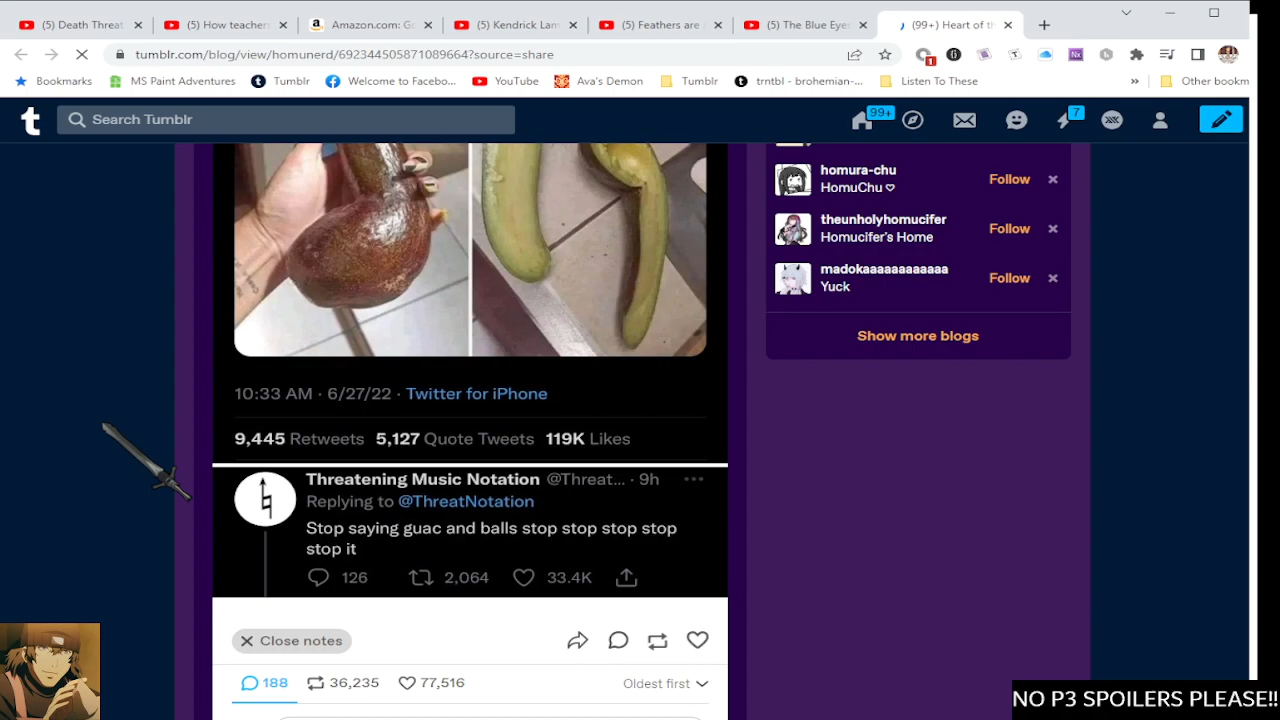 (5) Death Threat
(5) How teachers
Amazon.com: Go
(5) Kendrick Lam
(5) Feathers are A
(5) The Blue Eyes
(99+) Heart of th
tumblr.com/blog/view/homunerd/692344505871089664?source=share
1
Bookmarks
MS Paint Adventures
Tumblr
Welcome to Facebo...
YouTube
Ava's Demon
Tumblr
trntbl - brohemian-...
Listen To These
»
Other bookm
t
Search Tumblr
99+
7
homura-chu
HomuChu ♡
Follow
theunholyhomucifer
Homucifer's Home
Follow
madokaaaaaaaaaaaa
Yuck
Follow
Show more blogs
10:33 AM · 6/27/22 · Twitter for iPhone
9,445 Retweets 5,127 Quote Tweets 119K Likes
Threatening Music Notation @Threat... · 9h
Replying to @ThreatNotation
Stop saying guac and balls stop stop stop stop
stop it
126
2,064
33.4K
Close notes
188
36,235
77,516
Oldest first
NO P3 SPOILERS PLEASE!!